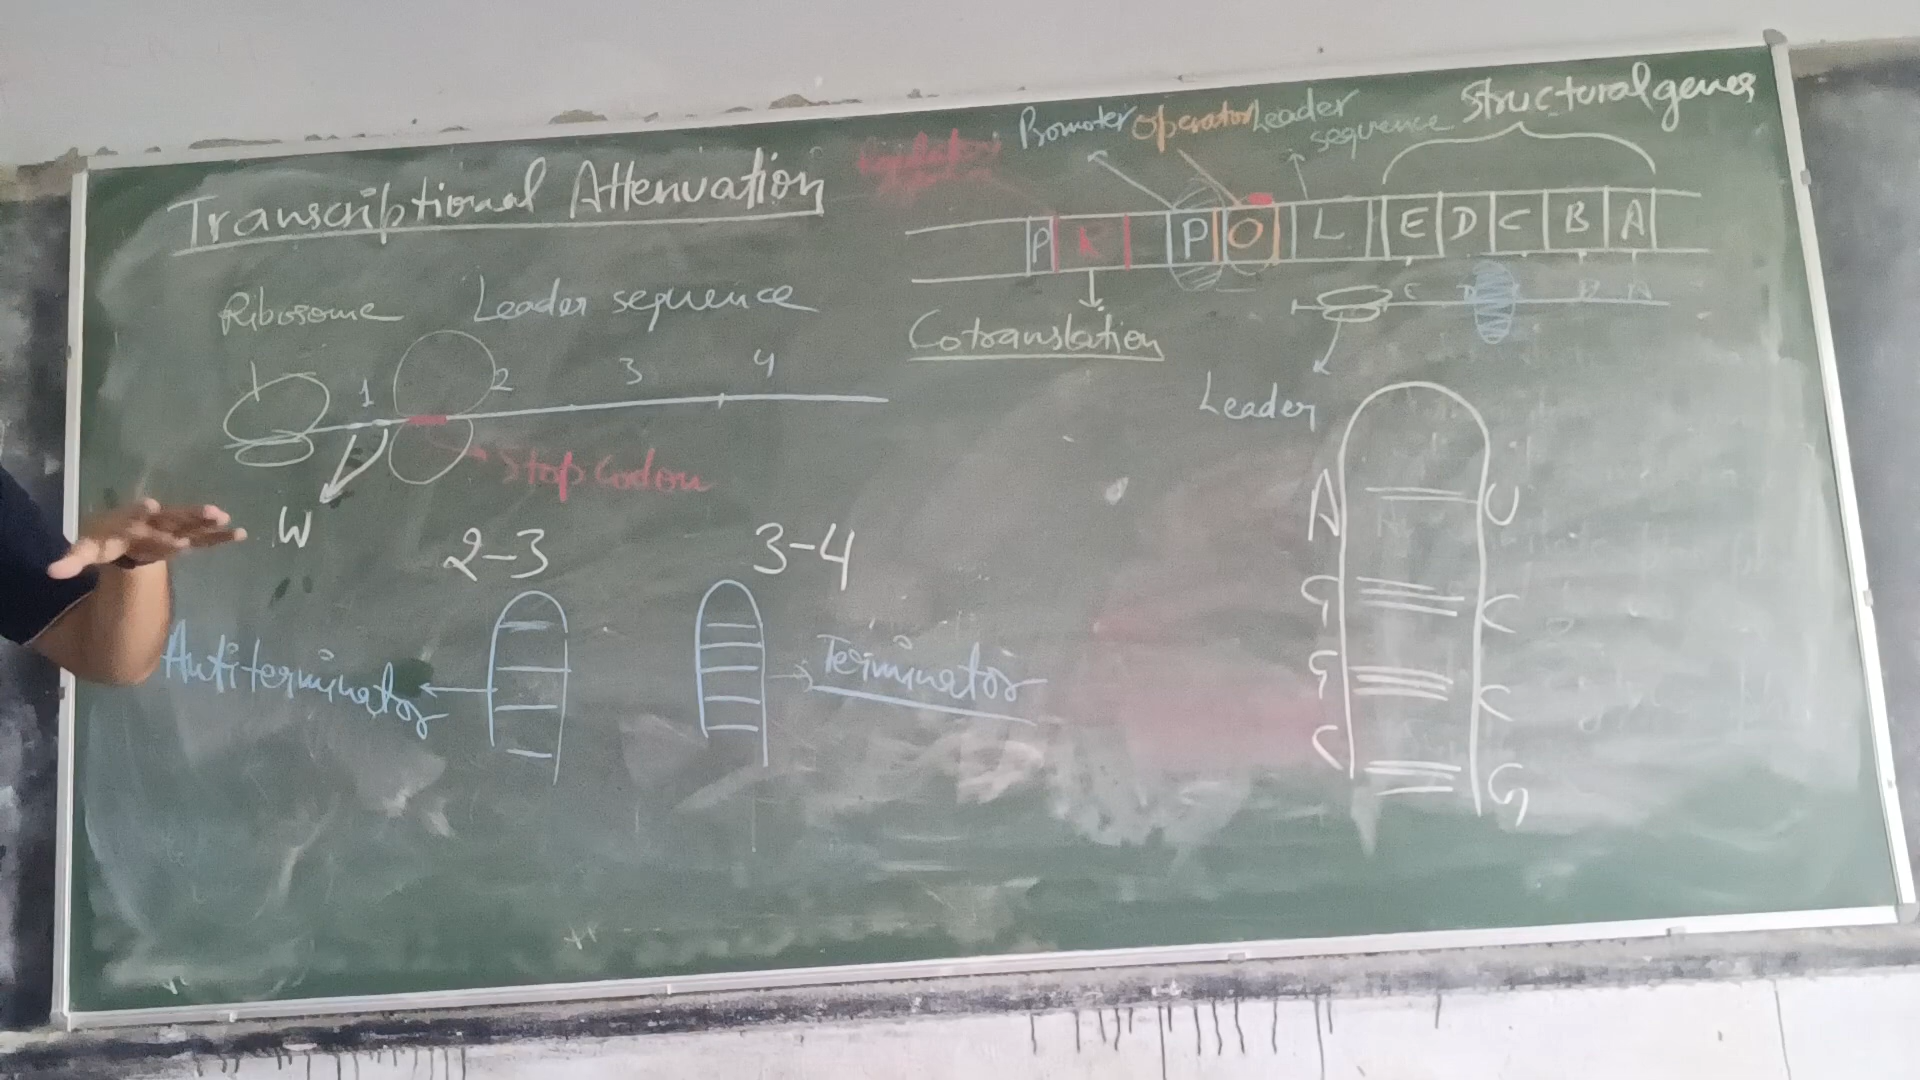 Transcriptional Attenuation
Promoter Operator Leader
sequence
Structural genes
P R P O L E D C B A
E D B A
Ribosome Leader sequence
Cotranslation
1 2 3 4
Leader
Stop Codon
W
2-3 3-4
Antiterminator
Terminator
A U
G C
G C
C G